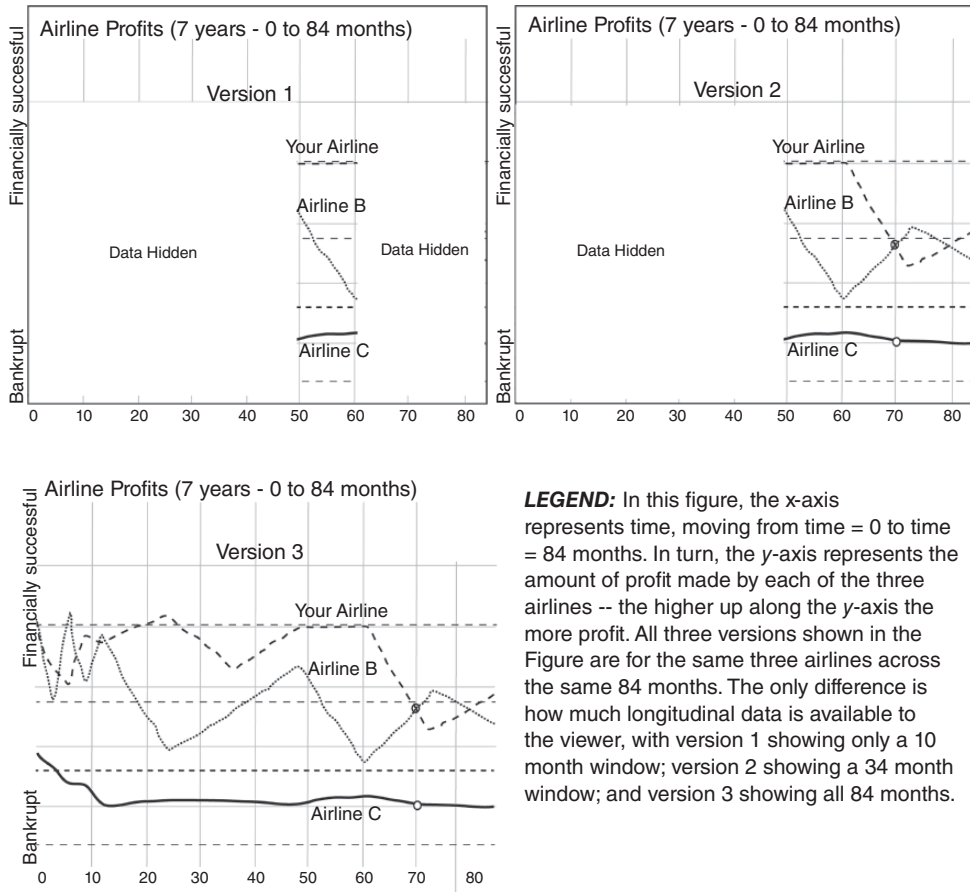 Airline Profits (7 years - 0 to 84 months)
Financially successful
Bankrupt
Version 1
Your Airline
Airline B
Data Hidden
Data Hidden
Airline C
0 10 20 30 40 50 60 70 80
Airline Profits (7 years - 0 to 84 months)
Financially successful
Bankrupt
Version 2
Your Airline
Airline B
Data Hidden
Airline C
0 10 20 30 40 50 60 70 80
Airline Profits (7 years - 0 to 84 months)
Financially successful
Bankrupt
Version 3
Your Airline
Airline B
Airline C
0 10 20 30 40 50 60 70 80
LEGEND: In this figure, the x-axis
represents time, moving from time = 0 to time
= 84 months. In turn, the y-axis represents the
amount of profit made by each of the three
airlines -- the higher up along the y-axis the
more profit. All three versions shown in the
Figure are for the same three airlines across
the same 84 months. The only difference is
how much longitudinal data is available to
the viewer, with version 1 showing only a 10
month window; version 2 showing a 34 month
window; and version 3 showing all 84 months.